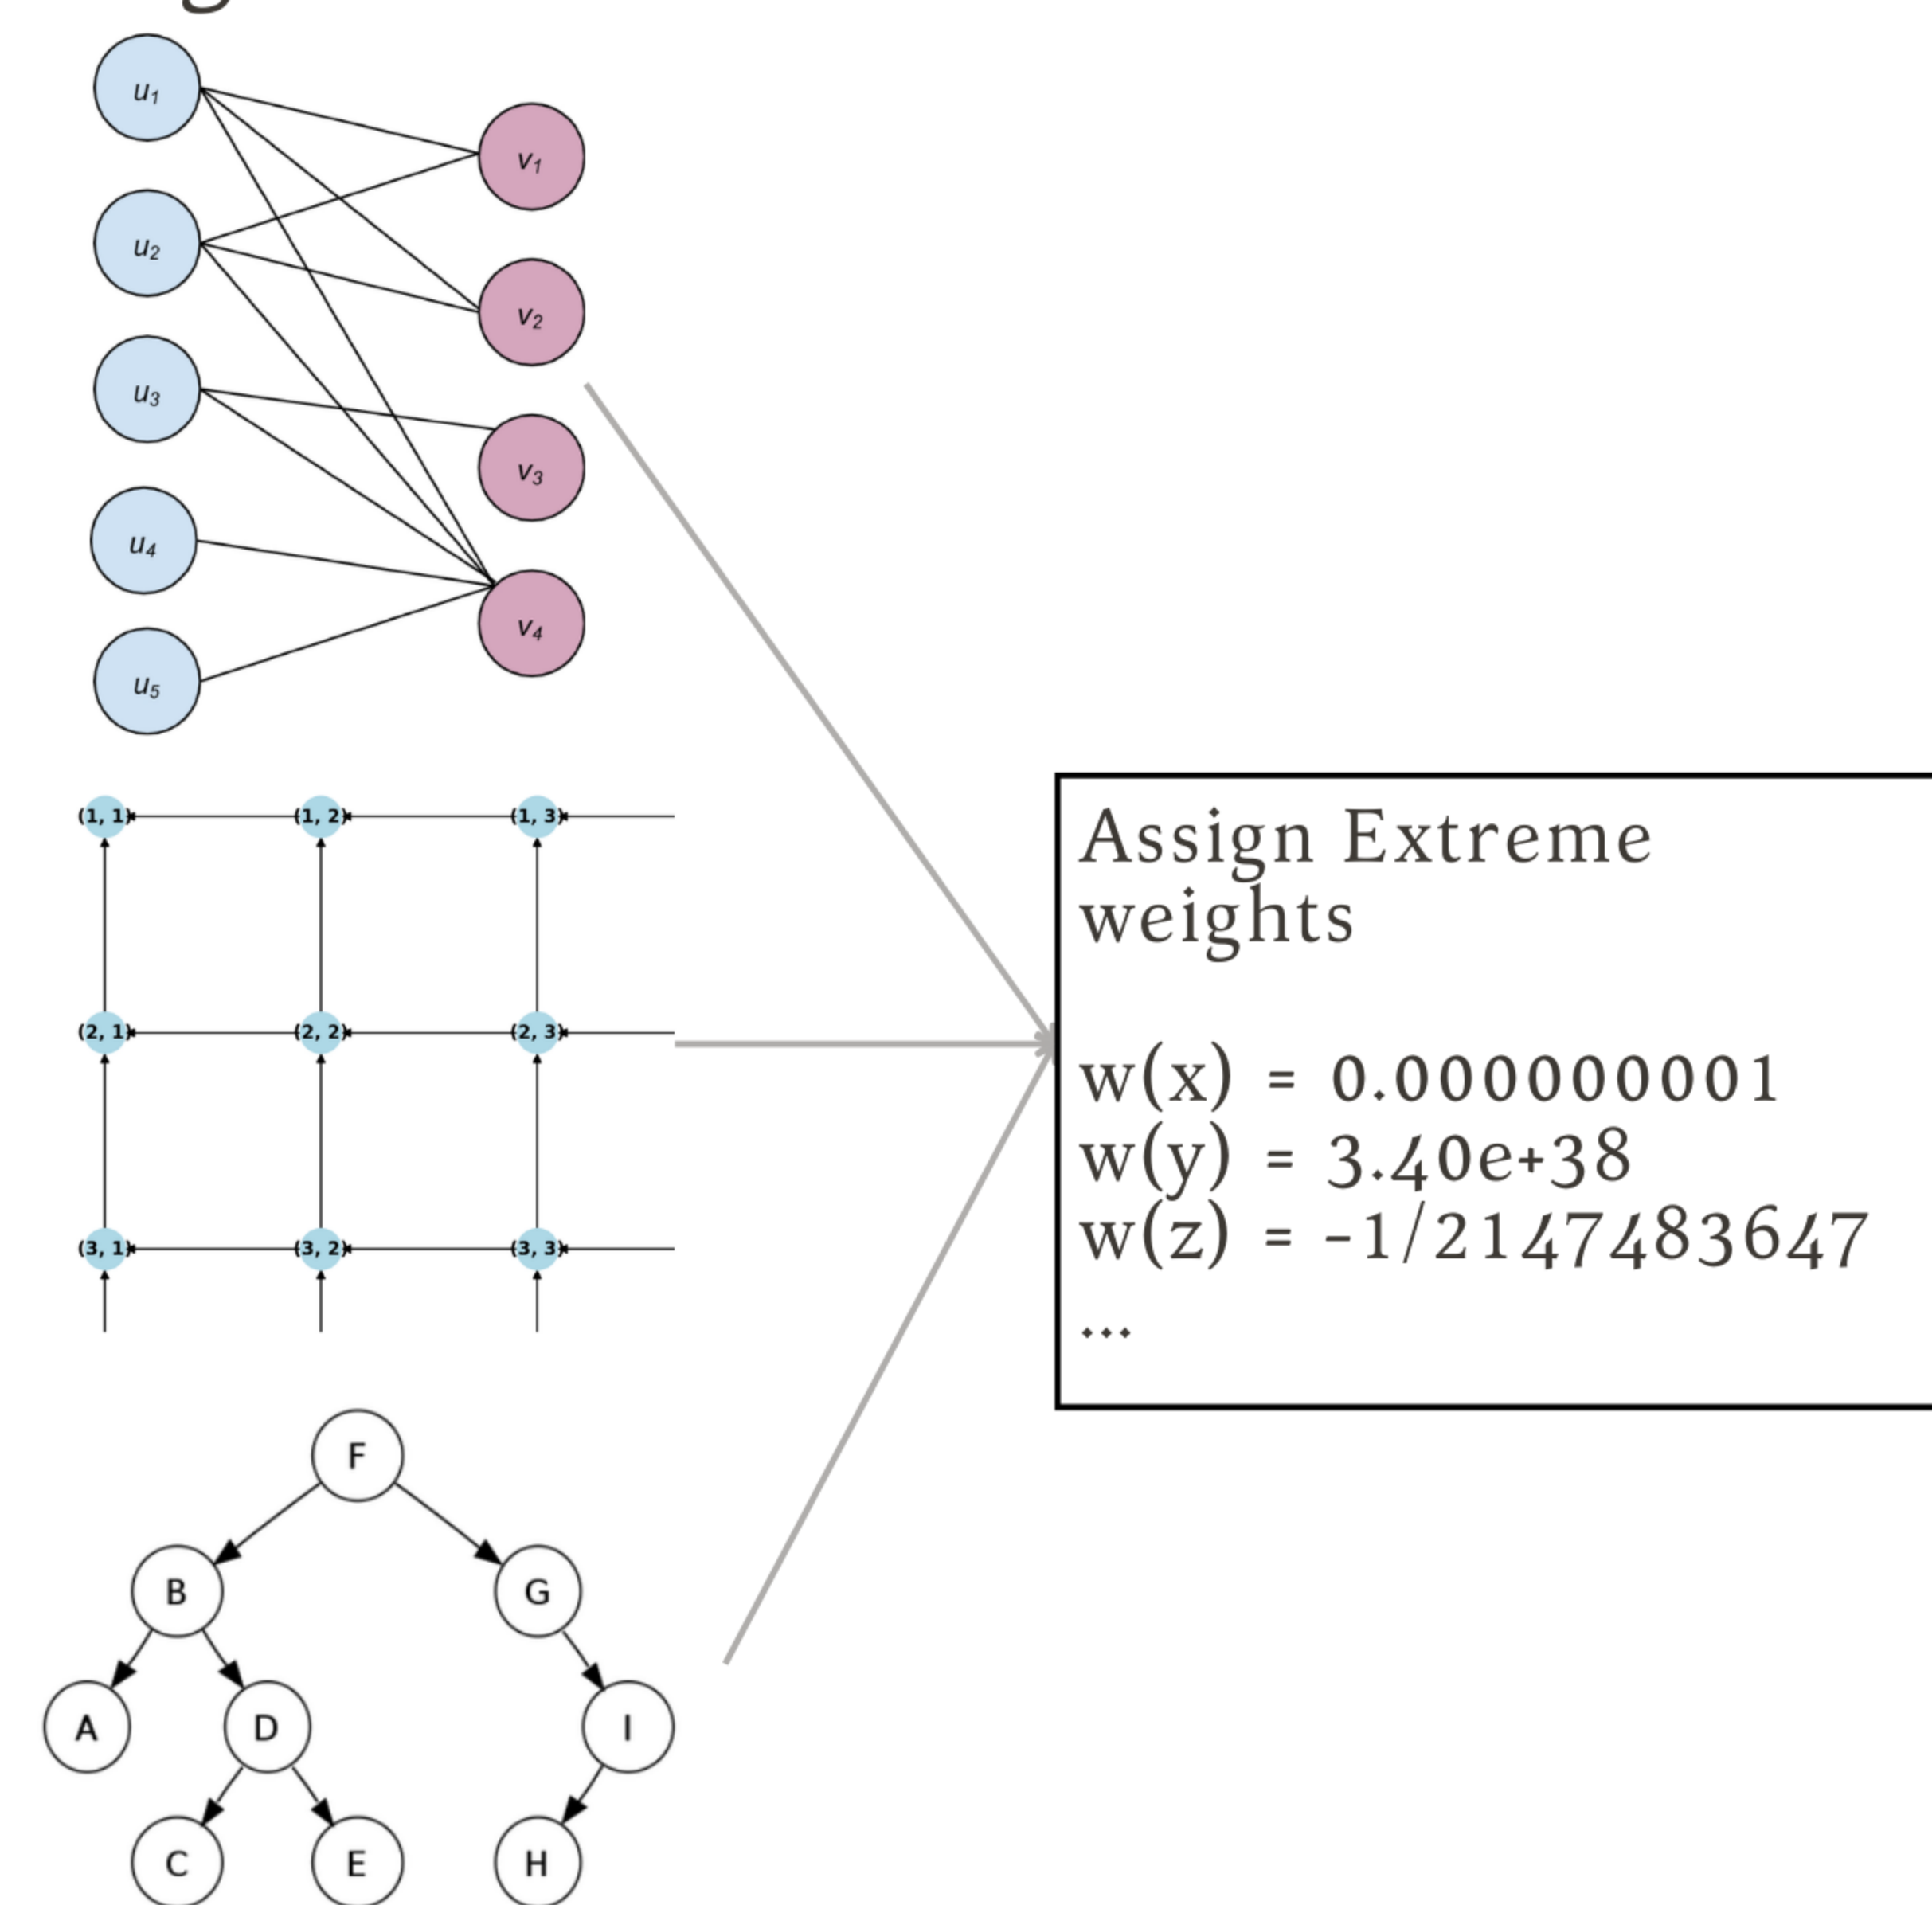 u1
v1
u2
v2
u3
v3
u4
v4
u5
(1, 1) (1, 2) (1, 3)
(2, 1) (2, 2) (2, 3)
(3, 1) (3, 2) (3, 3)
Assign Extreme
weights
w(x) = 0.0000000001
w(y) = 3.40e+38
w(z) = -1/2147483647
...
F
B G
A D I
C E H